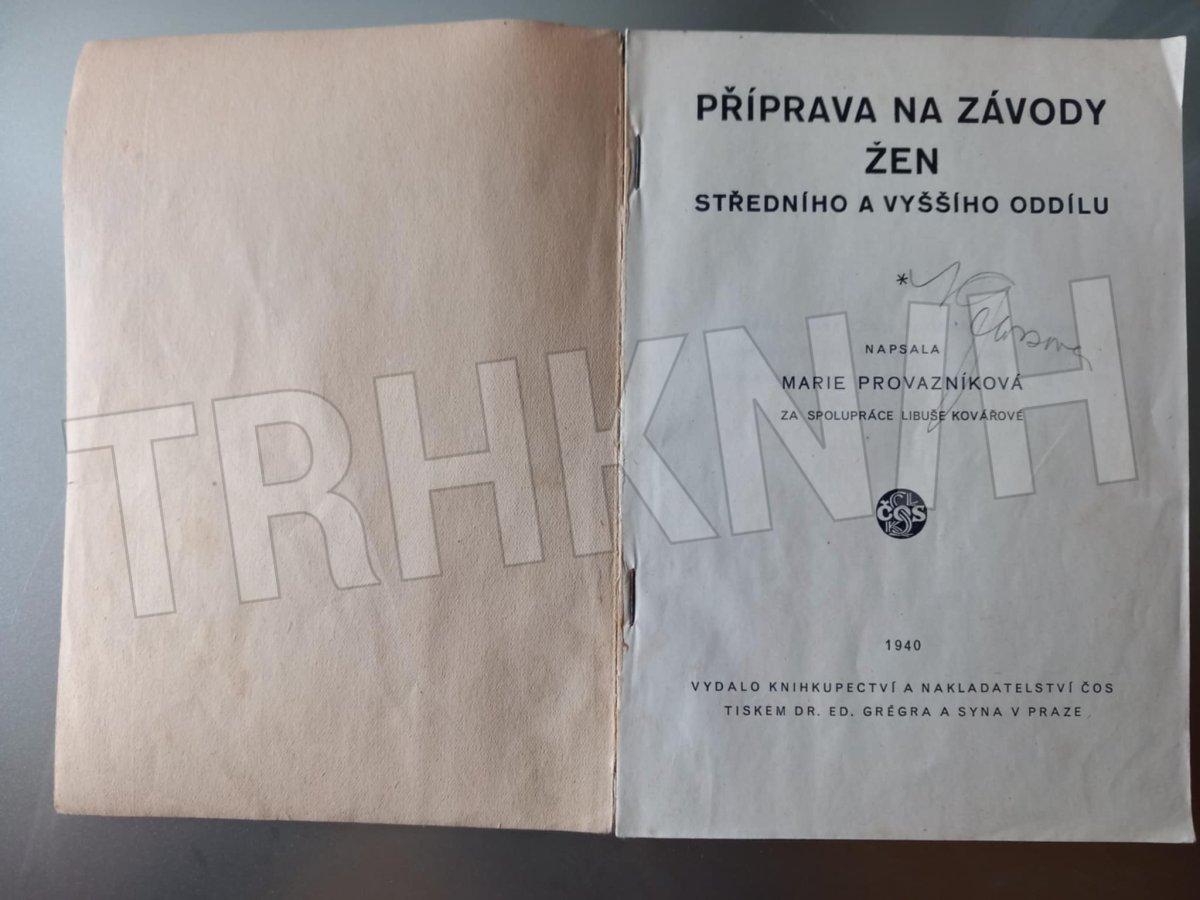 PŘÍPRAVA NA ZÁVODY
ŽEN
STŘEDNÍHO A VYŠŠÍHO ODDÍLU
*
NAPSALA
MARIE PROVAZNÍKOVÁ
ZA SPOLUPRÁCE LIBUŠE KOVÁŘOVÉ
TRHKNIH
ČOS
1940
VYDALO KNIHKUPECTVÍ A NAKLADATELSTVÍ ČOS
TISKEM DR. ED. GRÉGRA A SYNA V PRAZE